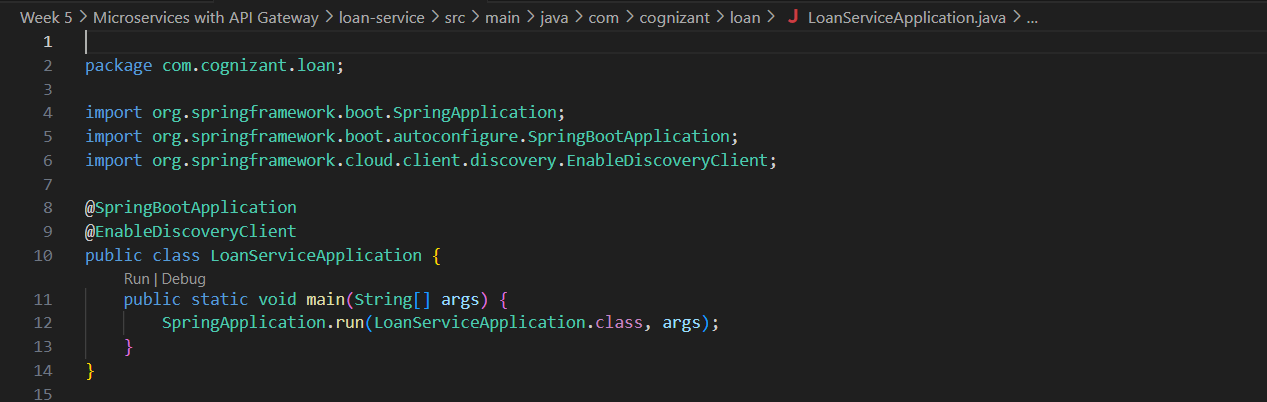 Week 5 > Microservices with API Gateway > loan-service > src > main > java > com > cognizant > loan > J LoanServiceApplication.java > ...
1
2 package com.cognizant.loan;
3
4 import org.springframework.boot.SpringApplication;
5 import org.springframework.boot.autoconfigure.SpringBootApplication;
6 import org.springframework.cloud.client.discovery.EnableDiscoveryClient;
7
8 @SpringBootApplication
9 @EnableDiscoveryClient
10 public class LoanServiceApplication {
Run | Debug
11 public static void main(String[] args) {
12 SpringApplication.run(LoanServiceApplication.class, args);
13 }
14 }
15